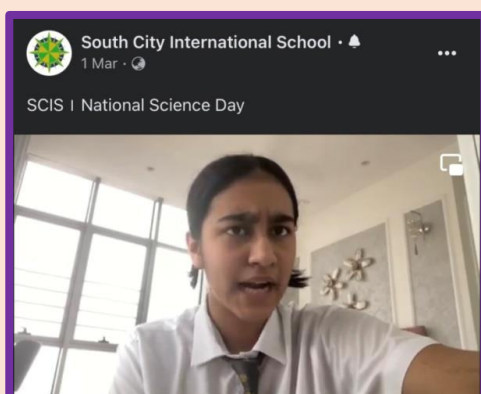 South City International School ·
1 Mar ·
SCIS I National Science Day